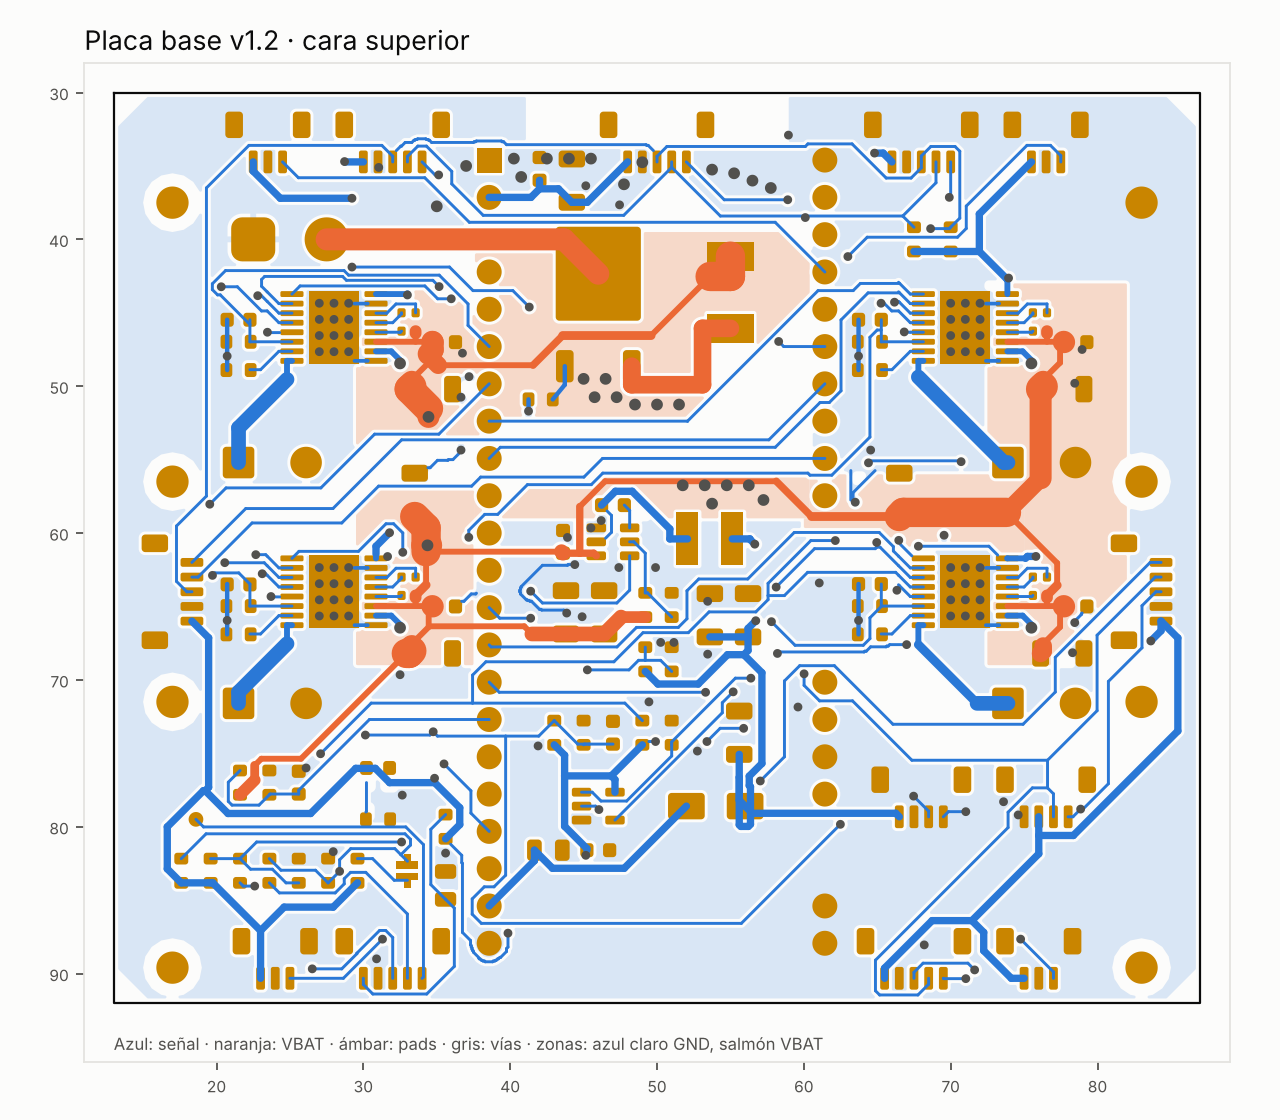 Placa base v1.2 · cara superior
30
40
50
60
70
80
90
Azul: señal · naranja: VBAT · ámbar: pads · gris: vías · zonas: azul claro GND, salmón VBAT
20 30 40 50 60 70 80